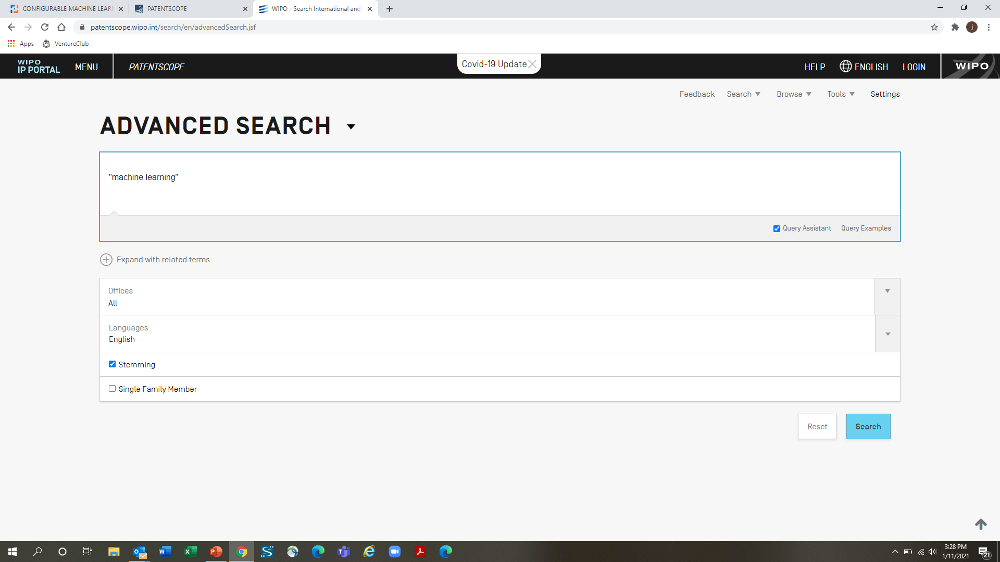 CONFIGURABLE MACHINE LEAR
PATENTSCOPE
WIPO - Search International and
patentscope.wipo.int/search/en/advancedSearch.jsf
j
Apps
VentureClub
WIPO
IP PORTAL
MENU
PATENTSCOPE
Covid-19 Update
HELP
ENGLISH
LOGIN
WIPO
Feedback
Search
Browse
Tools
Settings
ADVANCED SEARCH
"machine learning"
Query Assistant
Query Examples
Expand with related terms
Offices
All
Languages
English
Stemming
Single Family Member
Reset
Search
3:28 PM
1/11/2021
21